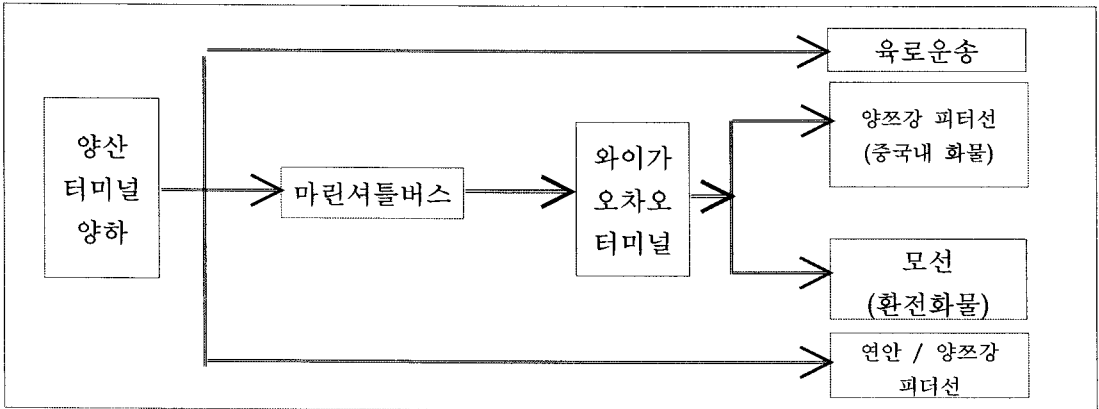 육로운송
양산
터미널
양하
마린셔틀버스
와이가
오차오
터미널
양쯔강 피터선
(중국내 화물)
모선
(환전화물)
연안 / 양쯔강
피더선